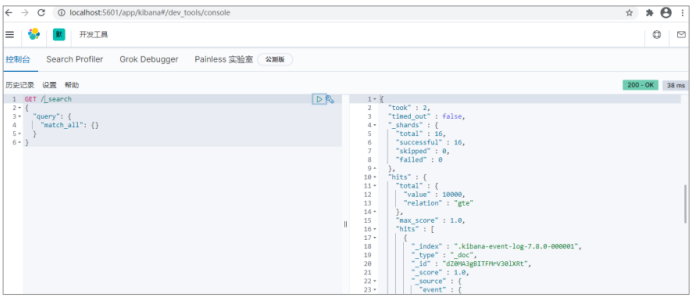 localhost:5601/app/kibana#/dev_tools/console
默 开发工具
控制台 Search Profiler Grok Debugger Painless 实验室 公测版
历史记录 设置 帮助
200 - OK 38 ms
1 GET /_search
2 {
3 "query": {
4 "match_all": {}
5 }
6 }
1 {
2 "took" : 2,
3 "timed_out" : false,
4 "_shards" : {
5 "total" : 16,
6 "successful" : 16,
7 "skipped" : 0,
8 "failed" : 0
9 },
10 "hits" : {
11 "total" : {
12 "value" : 10000,
13 "relation" : "gte"
14 },
15 "max_score" : 1.0,
16 "hits" : [
17 {
18 "_index" : ".kibana-event-log-7.8.0-000001",
19 "_type" : "_doc",
20 "_id" :
21 "_score" : 1.0,
22 "_source" : {
23 "event" : {